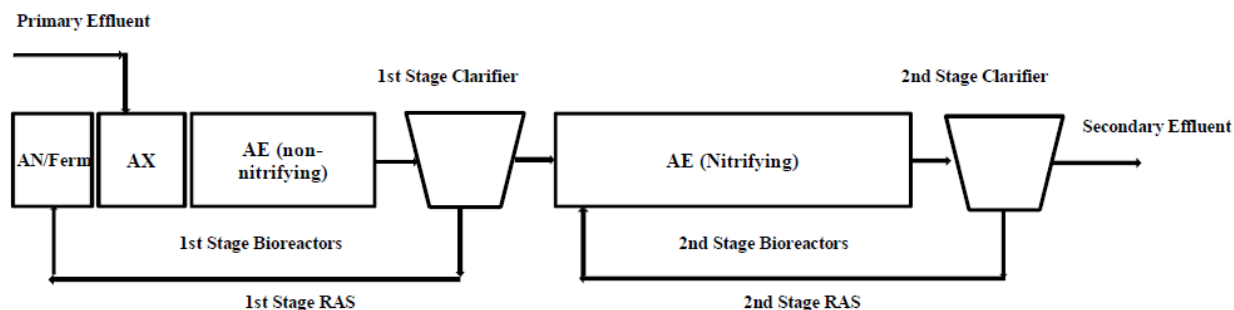 Primary Effluent
1st Stage Clarifier
2nd Stage Clarifier
Secondary Effluent
AN/Ferm
AX
AE (non-
nitrifying)
AE (Nitrifying)
1st Stage Bioreactors
2nd Stage Bioreactors
1st Stage RAS
2nd Stage RAS